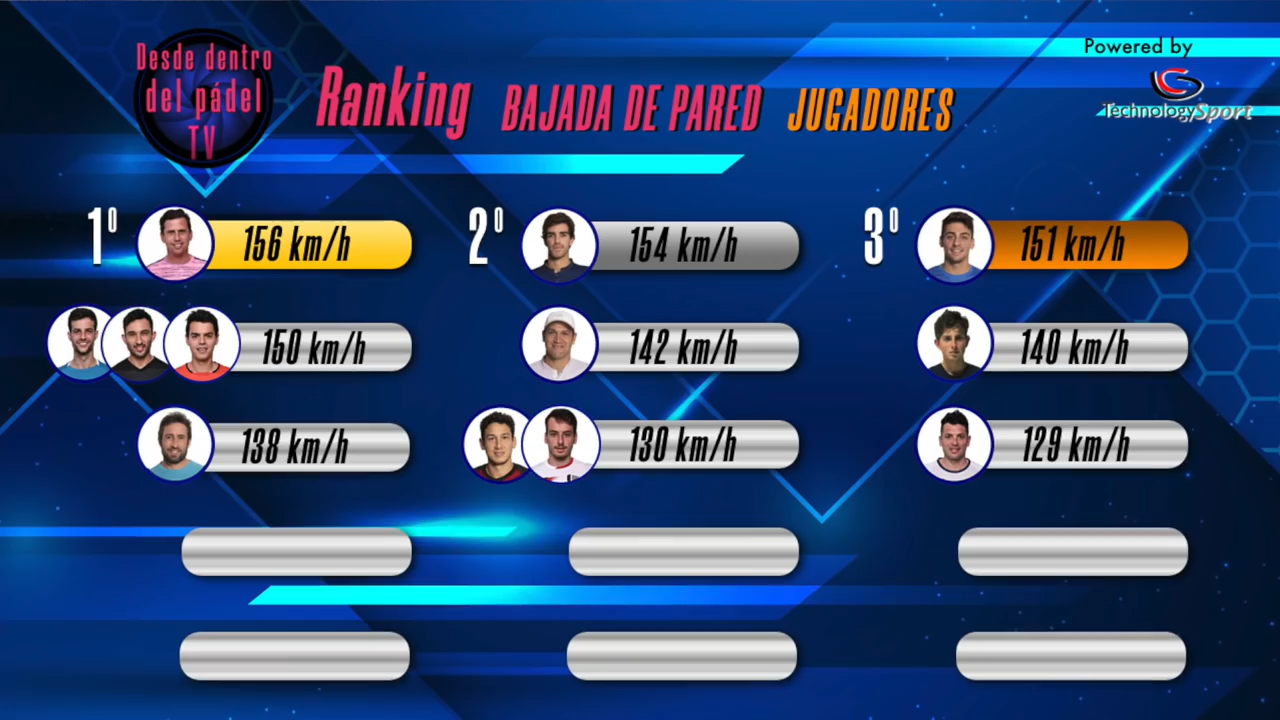 Desde dentro
del pádel
TV
Ranking BAJADA DE PARED JUGADORES
Powered by
TechnologySport
1º 156 km/h
2º 154 km/h
3º 151 km/h
150 km/h
142 km/h
140 km/h
138 km/h
130 km/h
129 km/h